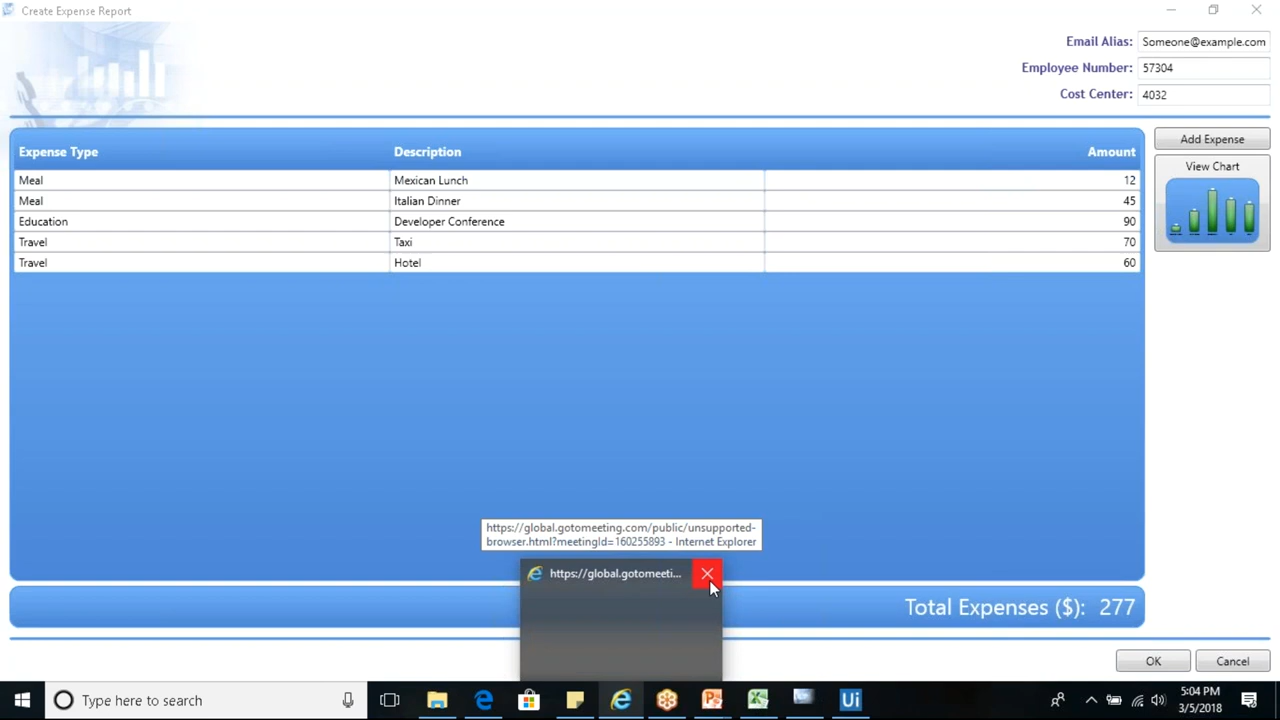 Create Expense Report
Email Alias: Someone@example.com
Employee Number: 57304
Cost Center: 4032
Expense Type Description Amount
Meal Mexican Lunch 12
Meal Italian Dinner 45
Education Developer Conference 90
Travel Taxi 70
Travel Hotel 60
Add Expense
View Chart
https://global.gotomeeting.com/public/unsupported-
browser.html?meetingId=160255893 - Internet Explorer
https://global.gotomeeti...
Total Expenses ($): 277
OK Cancel
Type here to search
Ui
5:04 PM
3/5/2018